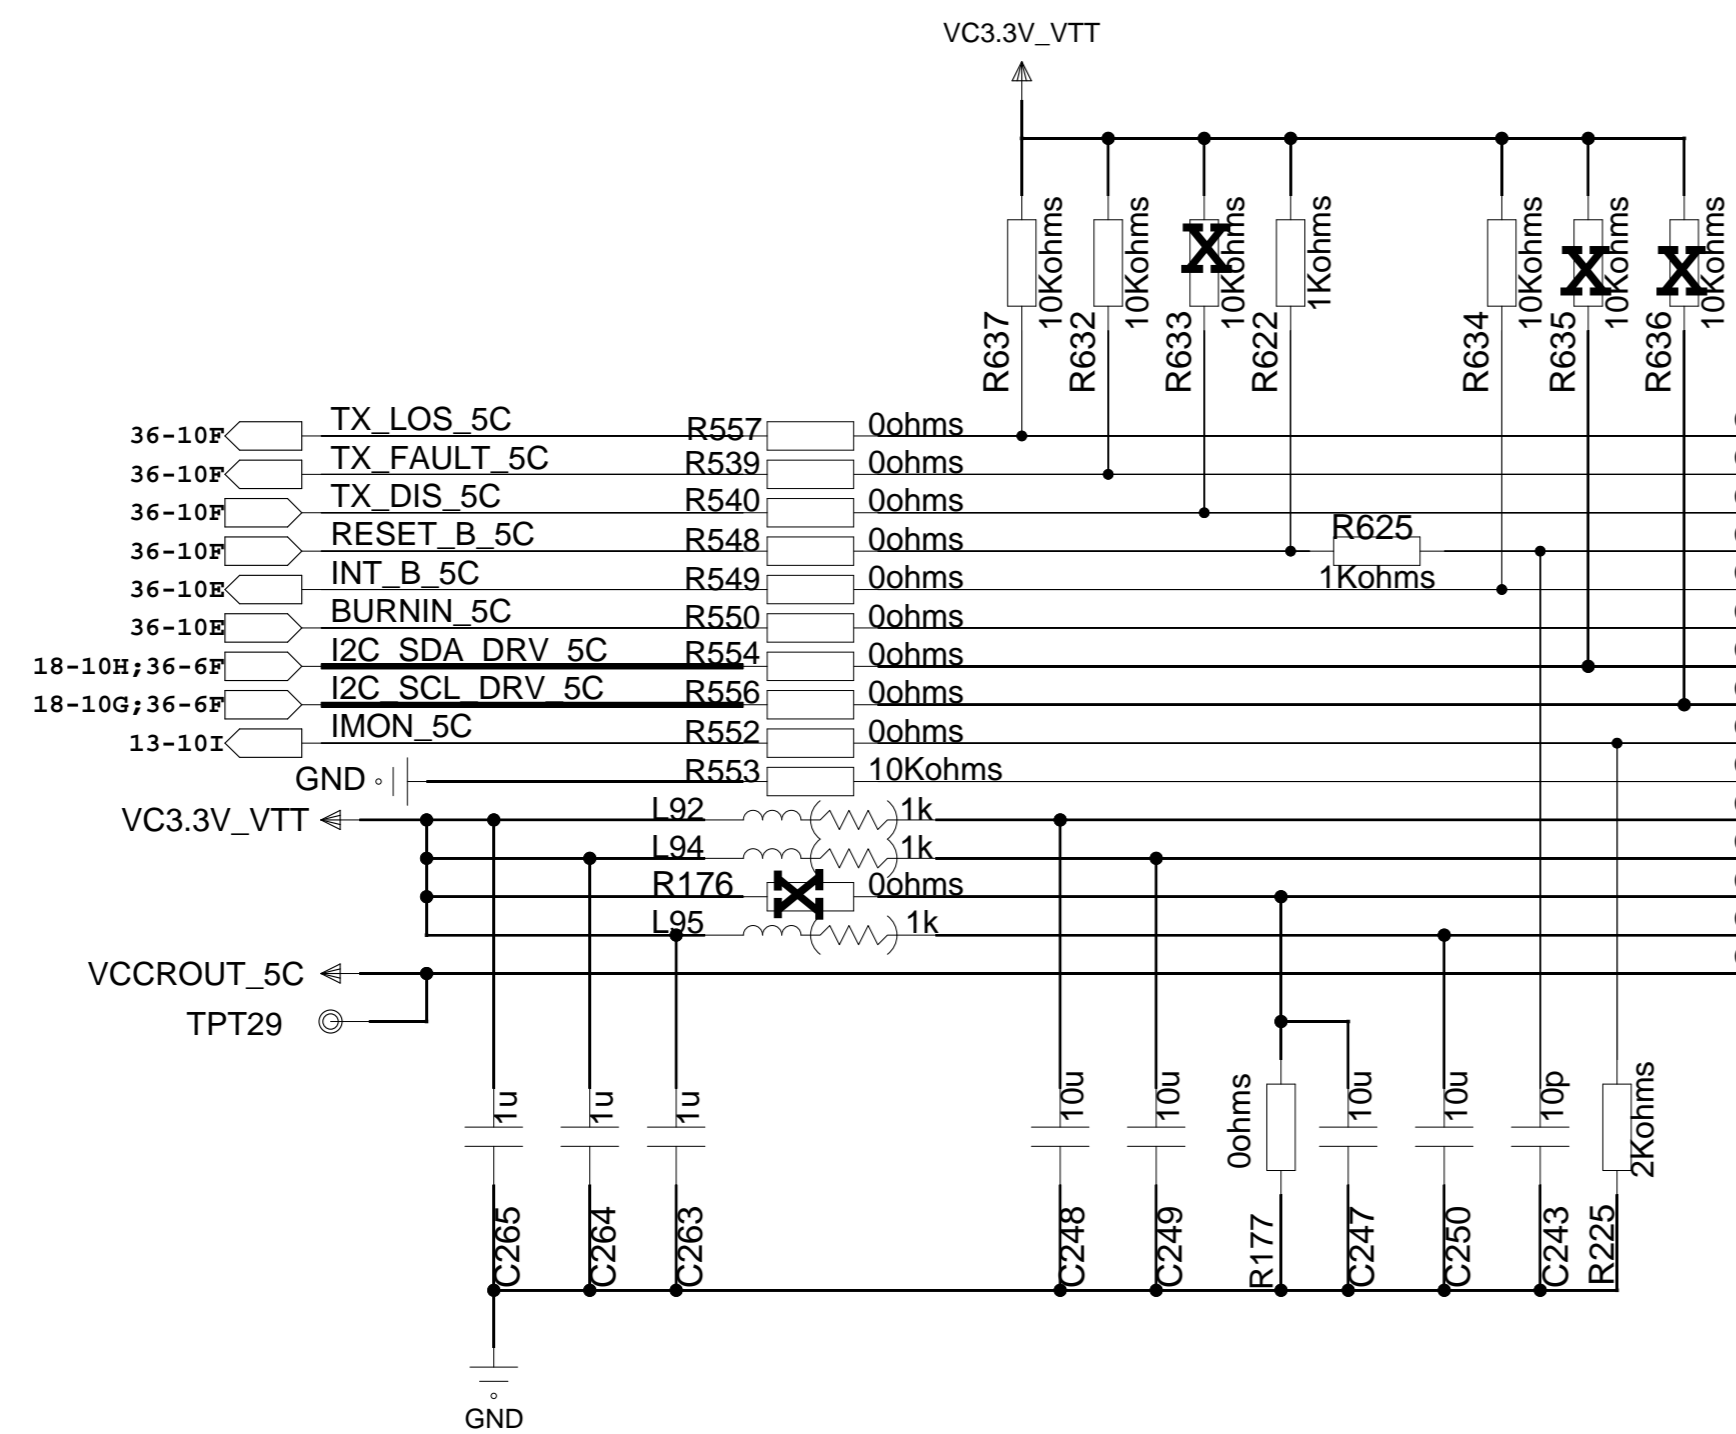 VC3.3V_VTT
10Kohms
10Kohms
10Kohms
1Kohms
10Kohms
10Kohms
10Kohms
R637
R632
R633
R622
R634
R635
R636
36-10F TX_LOS_5C R557 0ohms
36-10F TX_FAULT_5C R539 0ohms
36-10F TX_DIS_5C R540 0ohms
36-10F RESET_B_5C R548 0ohms R625
1Kohms
36-10E INT_B_5C R549 0ohms
36-10E BURNIN_5C R550 0ohms
18-10H;36-6F I2C_SDA_DRV_5C R554 0ohms
18-10G;36-6F I2C_SCL_DRV_5C R556 0ohms
13-10I IMON_5C R552 0ohms
GND R553 10Kohms
VC3.3V_VTT L92 1k
L94 1k
R176 0ohms
L95 1k
VCCROUT_5C
TPT29
1u
1u
1u
10u
10u
0ohms
10u
10u
10p
2Kohms
C265
C264
C263
C248
C249
R177
C247
C250
C243
R225
GND